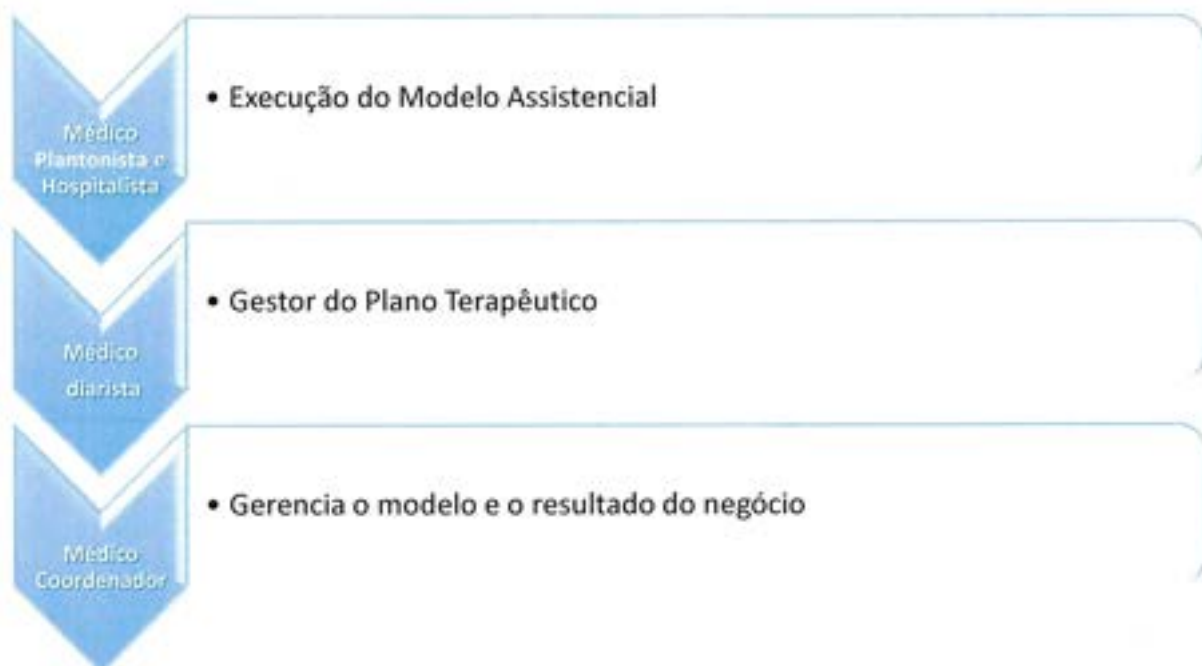 • Execução do Modelo Assistencial
Médico
Plantonista e
Hospitalista
• Gestor do Plano Terapêutico
Médico
diarista
• Gerencia o modelo e o resultado do negócio
Médico
Coordenador